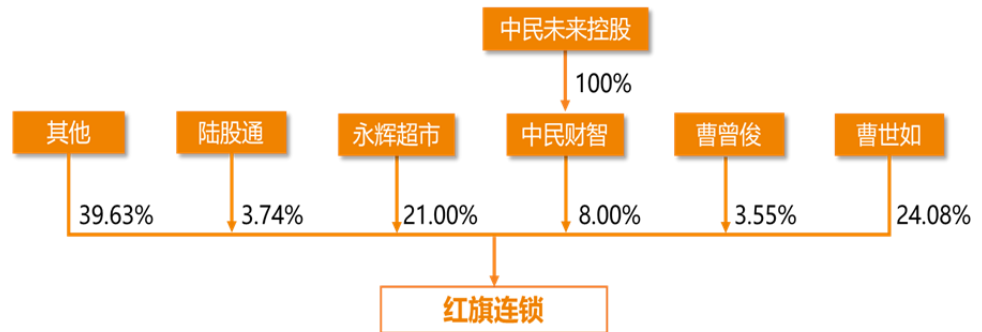 中民未来控股
100%
其他
陆股通
永辉超市
中民财智
曹曾俊
曹世如
39.63%
3.74%
21.00%
8.00%
3.55%
24.08%
红旗连锁